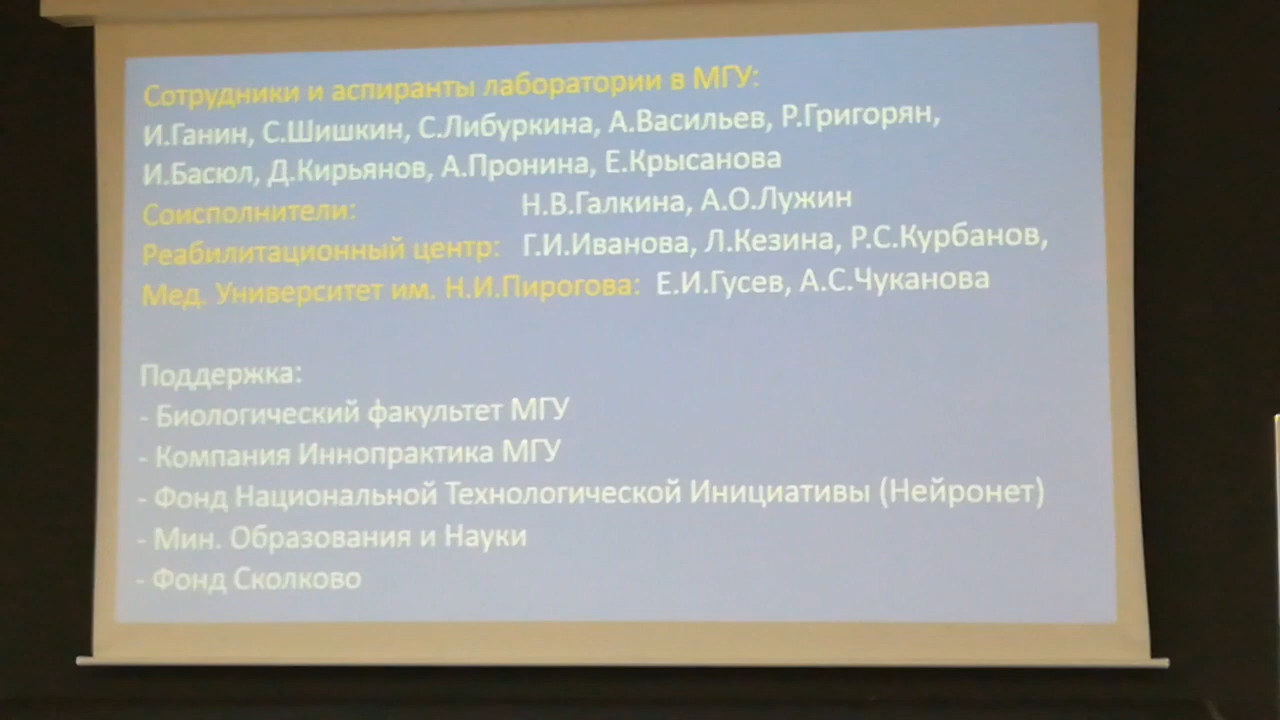 Сотрудники и аспиранты лаборатории в МГУ:
И.Ганин, С.Шишкин, С.Либуркина, А.Васильев, Р.Григорян,
И.Басюл, Д.Кирьянов, А.Пронина, Е.Крысанова
Соисполнители: Н.В.Галкина, А.О.Лужин
Реабилитационный центр: Г.И.Иванова, Л.Кезина, Р.С.Курбанов,
Мед. Университет им. Н.И.Пирогова: Е.И.Гусев, А.С.Чуканова
Поддержка:
- Биологический факультет МГУ
- Компания Иннопрактика МГУ
- Фонд Национальной Технологической Инициативы (Нейронет)
- Мин. Образования и Науки
- Фонд Сколково